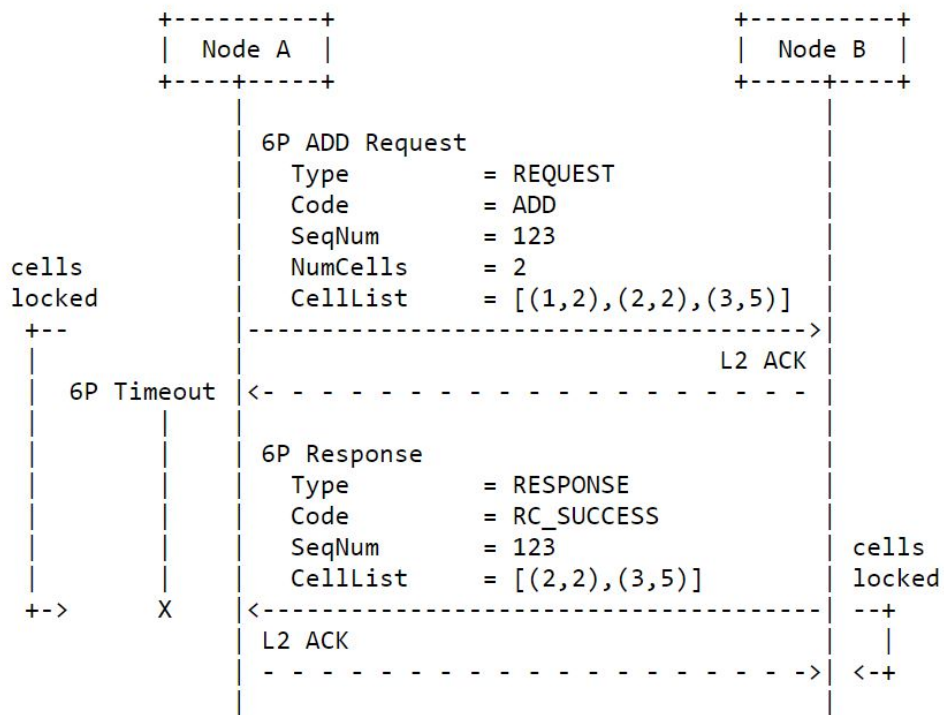 Node A Node B
6P ADD Request
Type = REQUEST
Code = ADD
SeqNum = 123
cells NumCells = 2
locked CellList = [(1,2),(2,2),(3,5)]
L2 ACK
6P Timeout
6P Response
Type = RESPONSE
Code = RC_SUCCESS
SeqNum = 123 cells
CellList = [(2,2),(3,5)] locked
X
L2 ACK